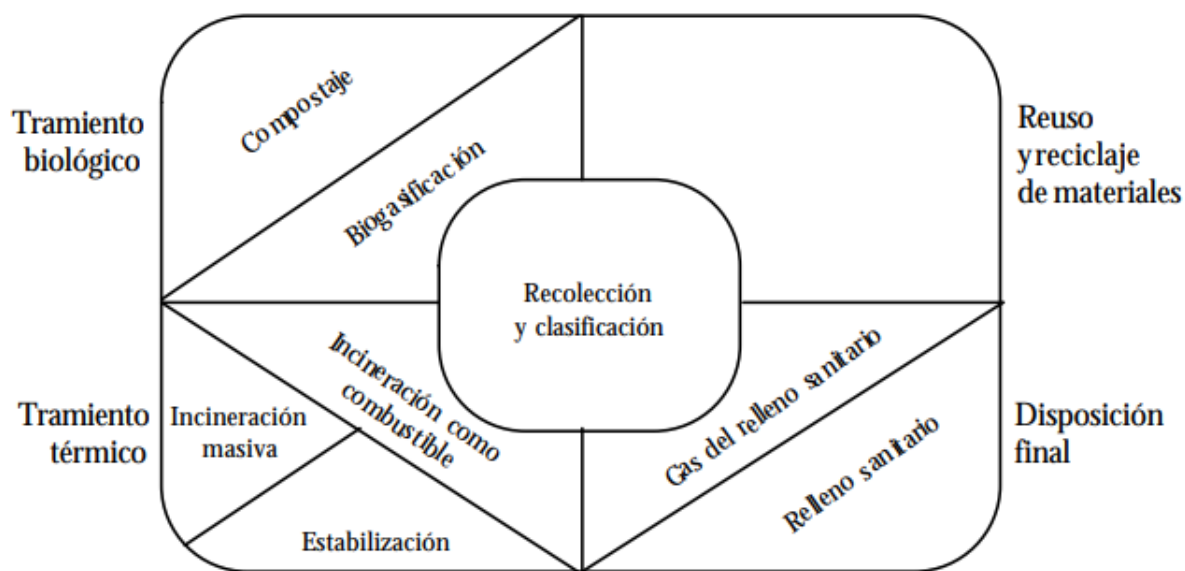 Compostaje
Tramiento
biológico
Biogasificación
Reuso
y reciclaje
de materiales
Recolección
y clasificación
Tramiento
térmico
Incineración
masiva
Incineración como
combustible
Estabilización
Gas del relleno sanitario
Relleno sanitario
Disposición
final